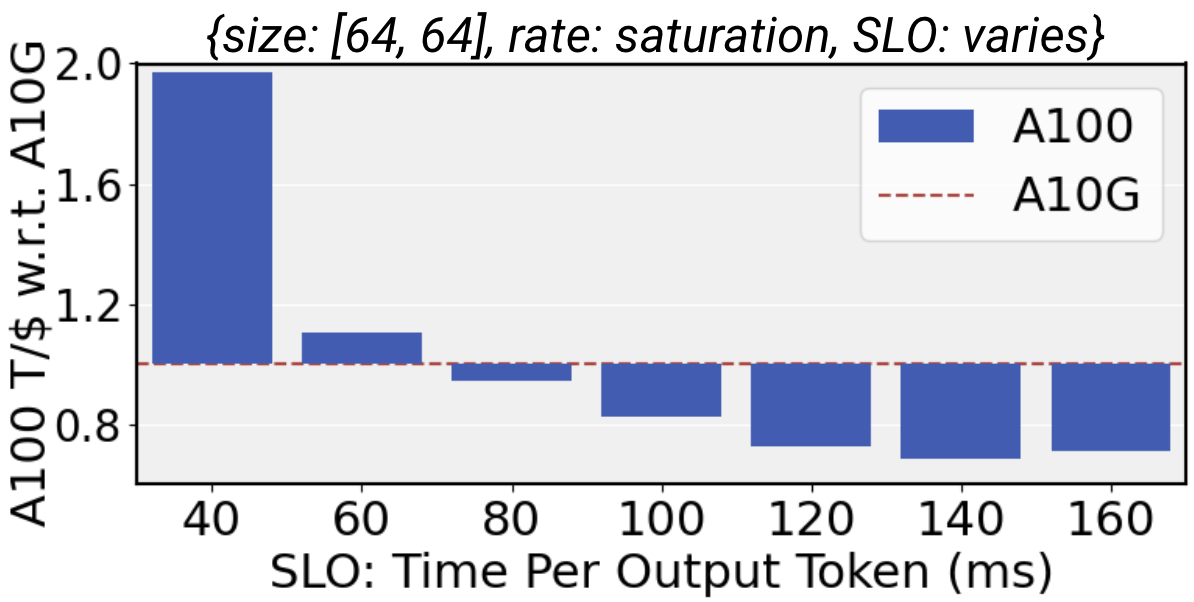 {size: [64, 64], rate: saturation, SLO: varies}
A100 T/$ w.r.t. A10G
2.0
1.6
1.2
0.8
A100
A10G
40 60 80 100 120 140 160
SLO: Time Per Output Token (ms)